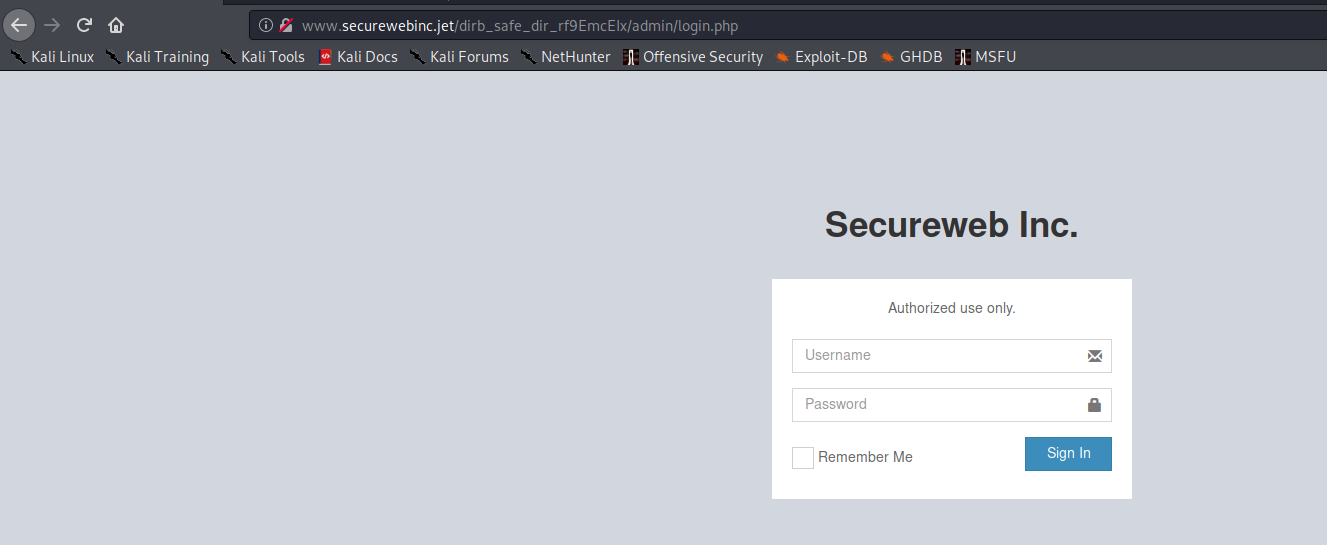 www.securewebinc.jet/dirb_safe_dir_rf9EmcEIx/admin/login.php
Kali Linux Kali Training Kali Tools Kali Docs Kali Forums NetHunter Offensive Security Exploit-DB GHDB MSFU
Secureweb Inc.
Authorized use only.
Username
Password
Remember Me Sign In